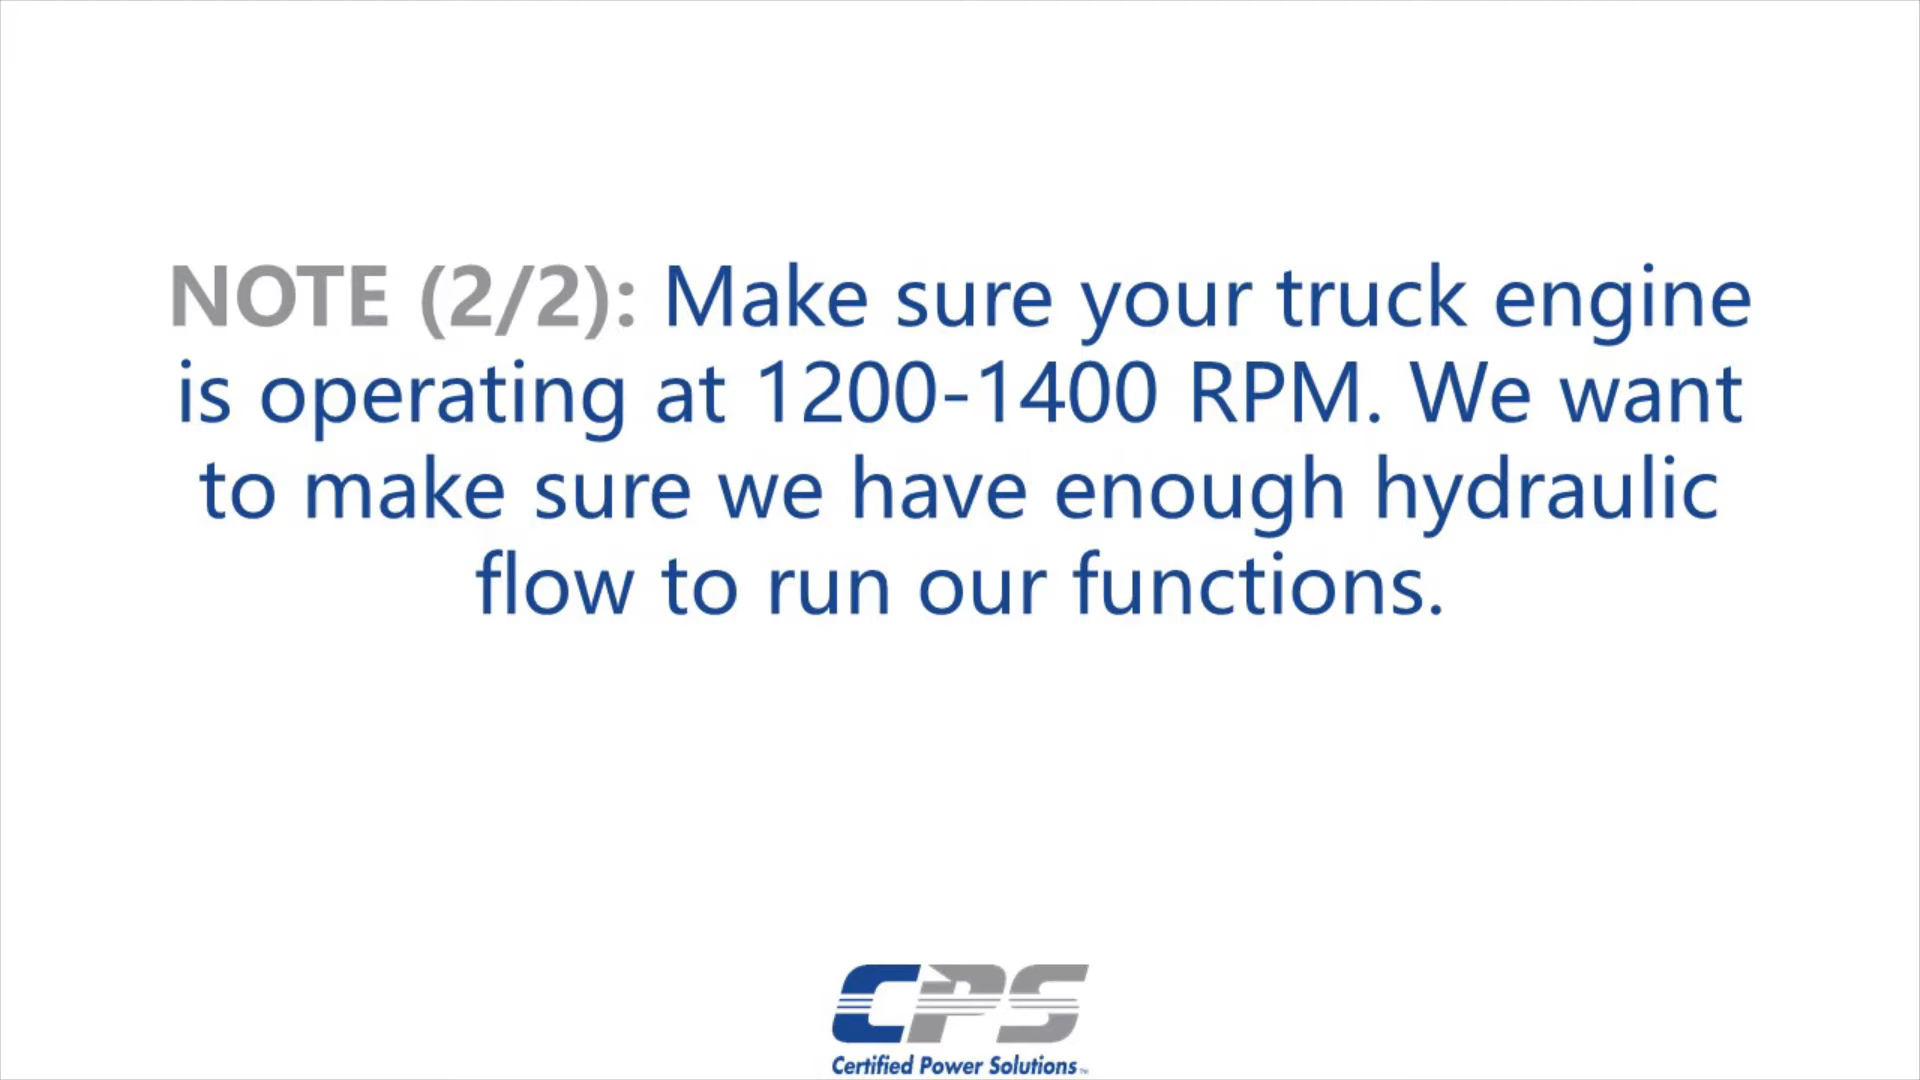 NOTE (2/2): Make sure your truck engine
is operating at 1200-1400 RPM. We want
to make sure we have enough hydraulic
flow to run our functions.
CPS
Certified Power Solutions™